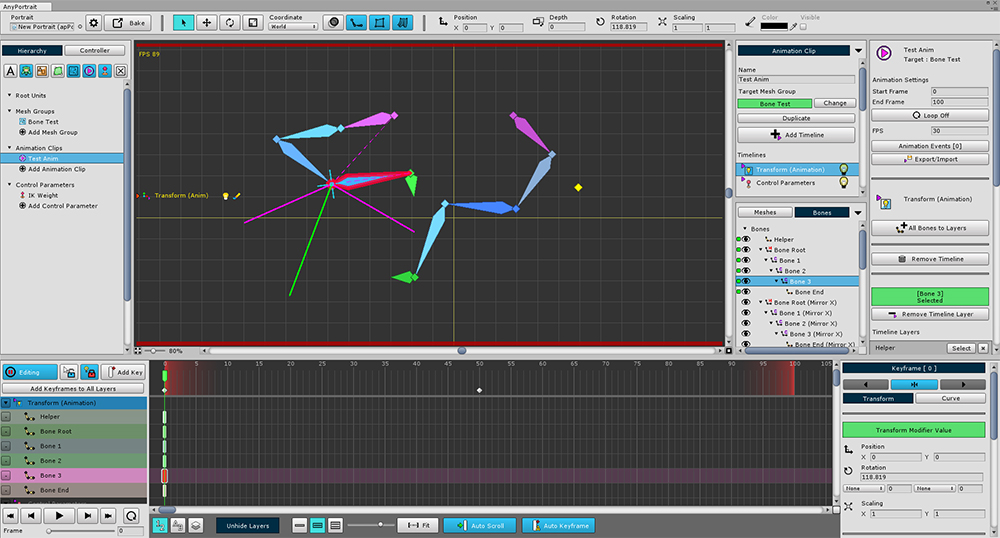 AnyPortrait
Portrait
New Portrait (apPo
Bake
Coordinate
World
Position
X 0 Y 0
Depth
0
Rotation
118.819
Scaling
1 1
Color
Visible
Hierarchy
Controller
Root Units
Mesh Groups
Bone Test
Add Mesh Group
Animation Clips
Test Anim
Add Animation Clip
Control Parameters
IK Weight
Add Control Parameter
FPS 89
Transform (Anim)
80%
Animation Clip
Name
Test Anim
Target Mesh Group
Bone Test
Change
Duplicate
Add Timeline
Timelines
Transform (Animation)
Control Parameters
Meshes
Bones
Bones
Helper
Bone Root
Bone 1
Bone 2
Bone 3
Bone End
Bone Root (Mirror X)
Bone 1 (Mirror X)
Bone 2 (Mirror X)
Bone 3 (Mirror X)
Bone End (Mirror X)
Test Anim
Target : Bone Test
Animation Settings
Start Frame 0
End Frame 100
Loop Off
FPS 30
Animation Events [0]
Export/Import
Transform (Animation)
All Bones to Layers
Remove Timeline
[Bone 3]
Selected
Remove Timeline Layer
Timeline Layers
Helper Select
Editing
Add Key
Add Keyframes to All Layers
0 5 10 15 20 25 30 35 40 45 50 55 60 65 70 75 80 85 90 95 100 105
Transform (Animation)
Helper
Bone Root
Bone 1
Bone 2
Bone 3
Bone End
Frame 0
Unhide Layers
Fit
Auto Scroll
Auto Keyframe
Keyframe [ 0 ]
Transform
Curve
Transform Modifier Value
Position
X 0 Y 0
Rotation
118.819
None 0 None 0
Scaling
X 1 Y 1